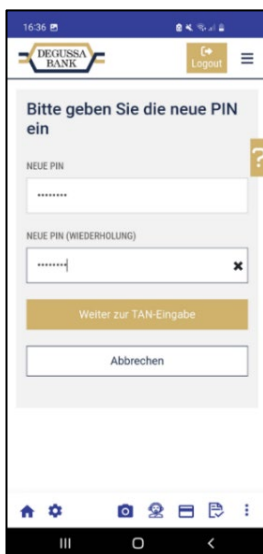 16:36
DEGUSSA
BANK
Logout
Bitte geben Sie die neue PIN
ein
?
NEUE PIN
........
NEUE PIN (WIEDERHOLUNG)
........
Weiter zur TAN-Eingabe
Abbrechen